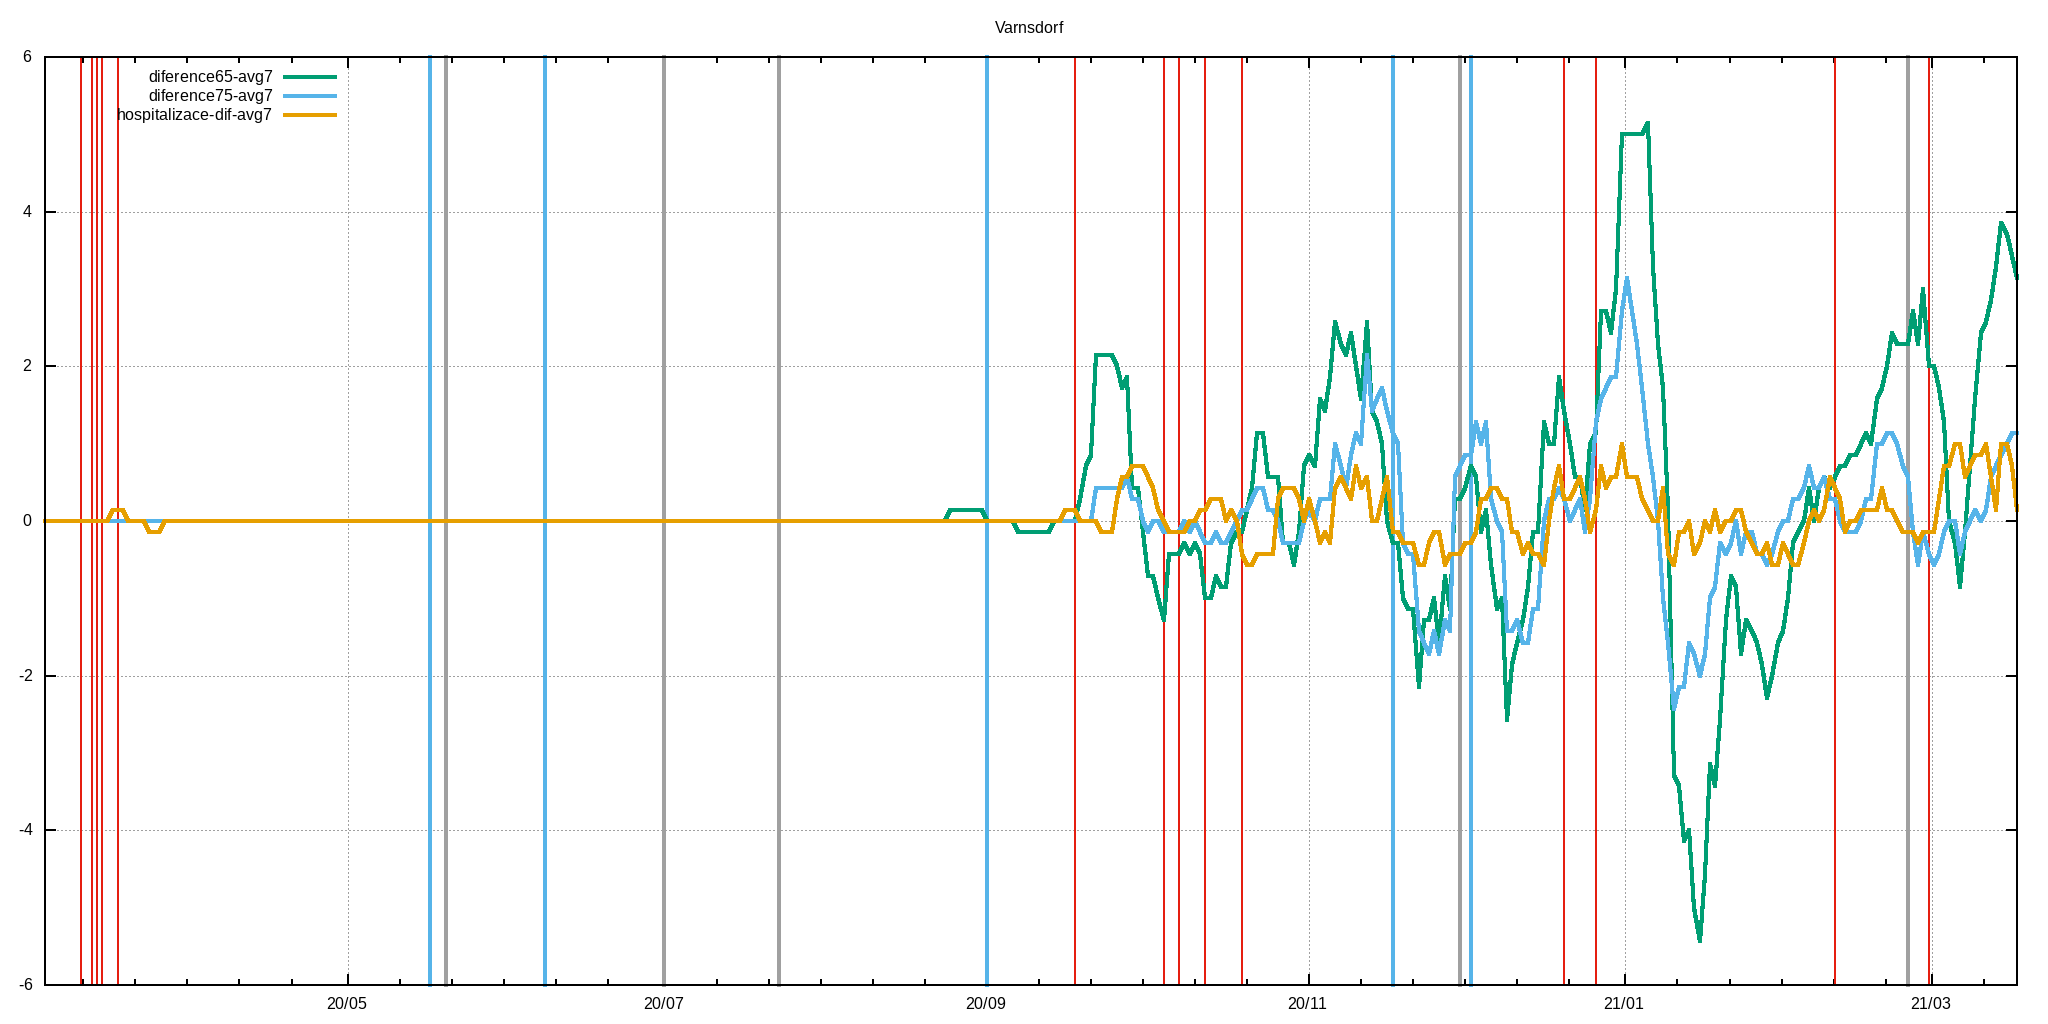 Varnsdorf
6
diference65-avg7
diference75-avg7
hospitalizace-dif-avg7
4
2
0
-2
-4
-6
20/05 20/07 20/09 20/11 21/01 21/03